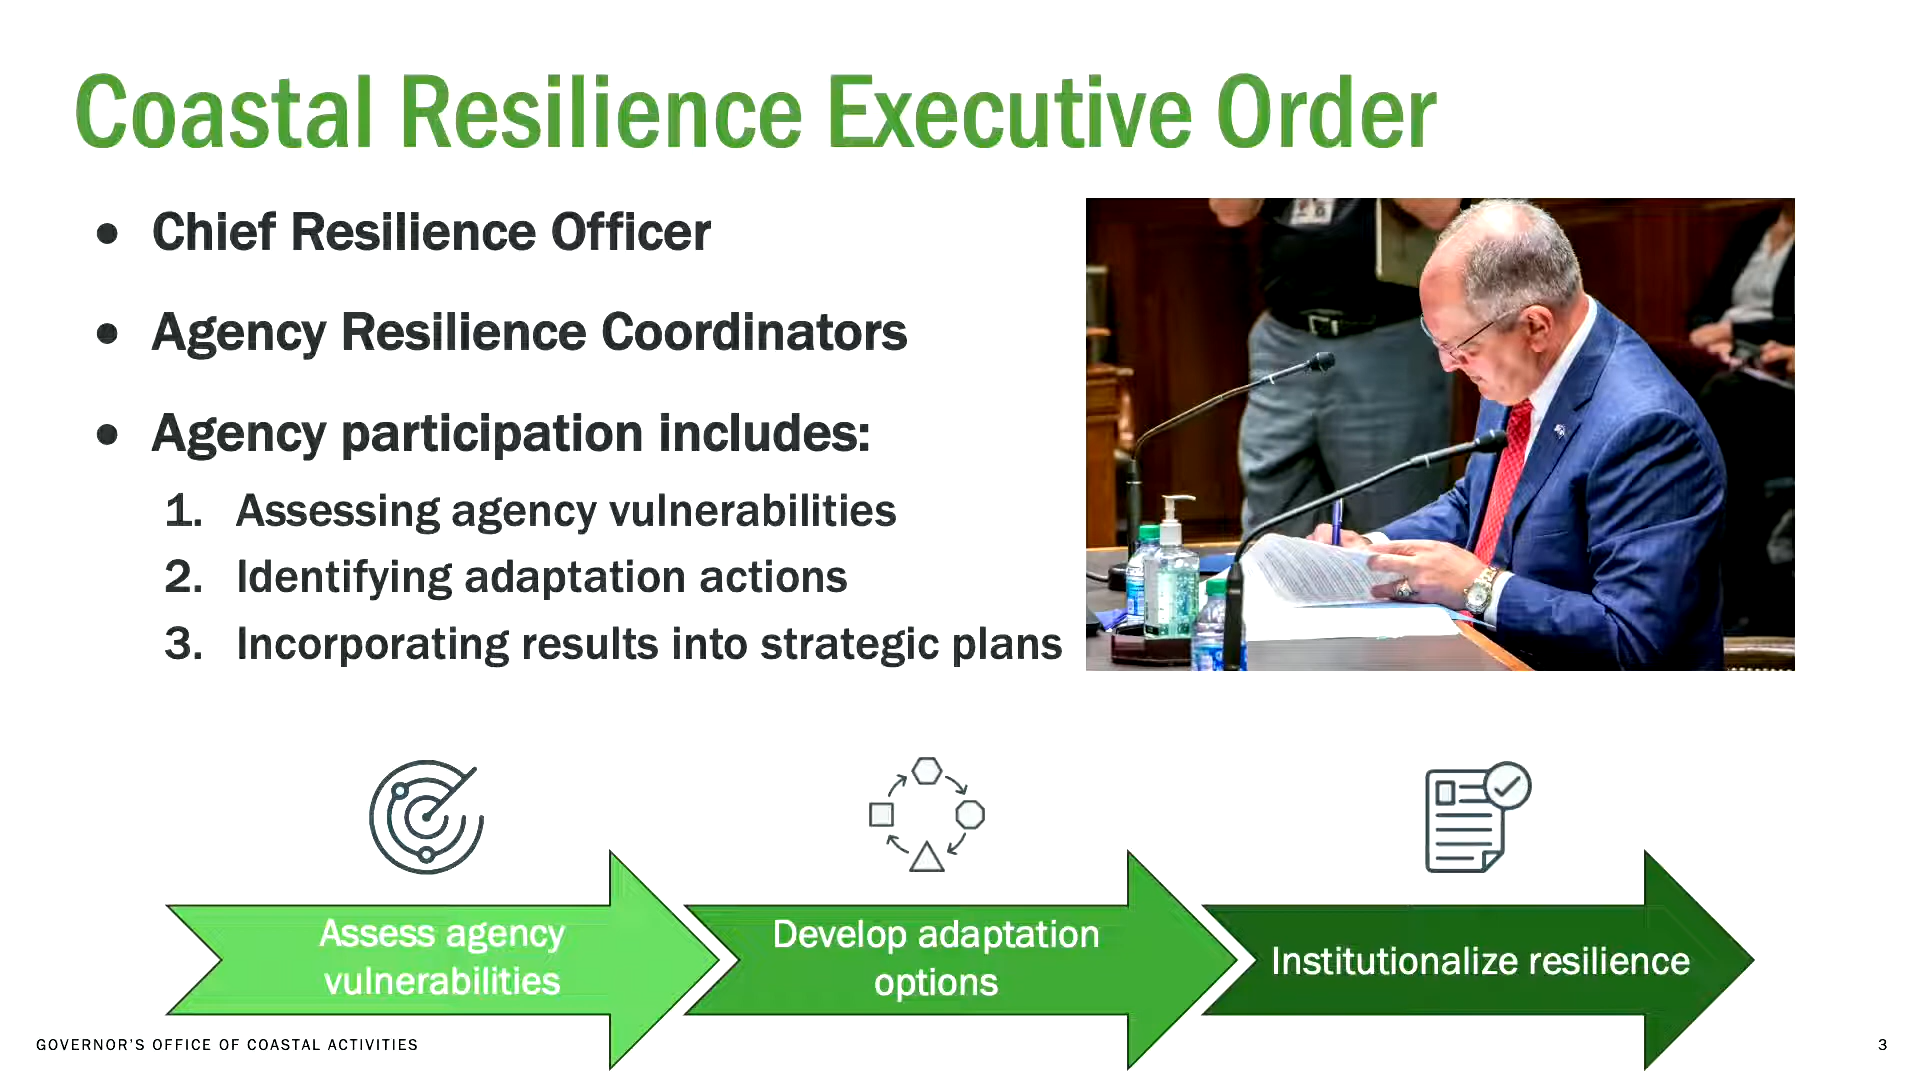 Coastal Resilience Executive Order
• Chief Resilience Officer
• Agency Resilience Coordinators
• Agency participation includes:
1. Assessing agency vulnerabilities
2. Identifying adaptation actions
3. Incorporating results into strategic plans
Assess agency
vulnerabilities
Develop adaptation
options
Institutionalize resilience
GOVERNOR'S OFFICE OF COASTAL ACTIVITIES
3